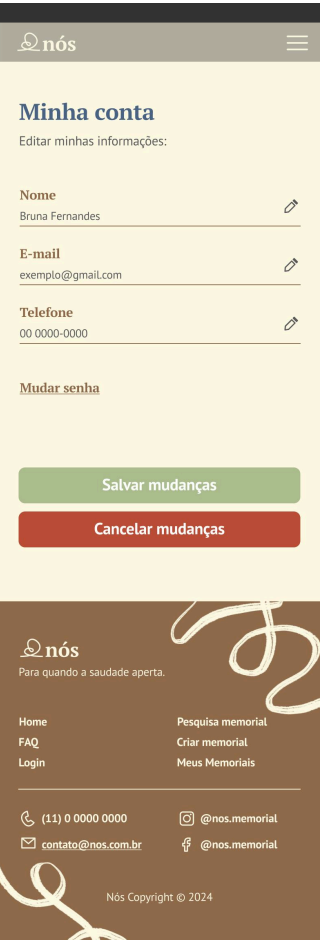 nós
Minha conta
Editar minhas informações:
Nome
Bruna Fernandes
E-mail
exemplo@gmail.com
Telefone
00 0000-0000
Mudar senha
Salvar mudanças
Cancelar mudanças
nós
Para quando a saudade aperta.
Home
FAQ
Login
Pesquisa memorial
Criar memorial
Meus Memoriais
(11) 0 0000 0000
contato@nos.com.br
@nos.memorial
@nos.memorial
Nós Copyright © 2024